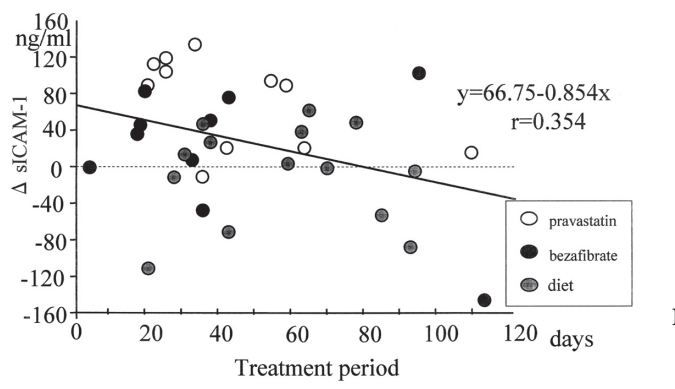 160
ng/ml
120
80
40
0
-40
-80
-120
-160
Δ sICAM-1
y=66.75-0.854x
r=0.354
pravastatin
bezafibrate
diet
0 20 40 60 80 100 120 days
Treatment period